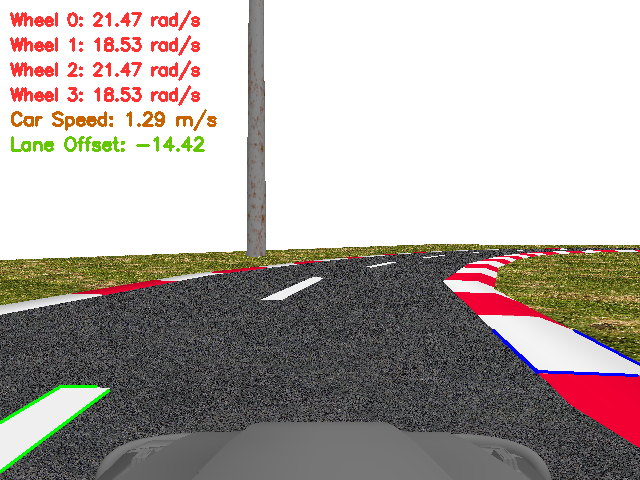 Wheel 0: 21.47 rad/s
Wheel 1: 18.53 rad/s
Wheel 2: 21.47 rad/s
Wheel 3: 18.53 rad/s
Car Speed: 1.29 m/s
Lane Offset: -14.42